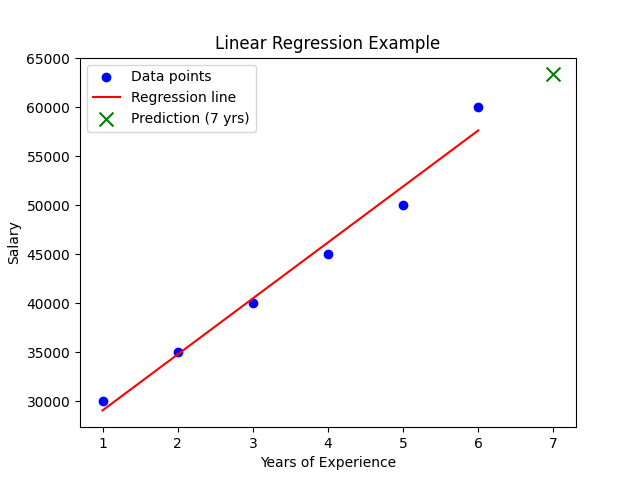 Linear Regression Example
Data points
Regression line
Prediction (7 yrs)
65000
60000
55000
50000
45000
40000
35000
30000
Salary
1 2 3 4 5 6 7
Years of Experience